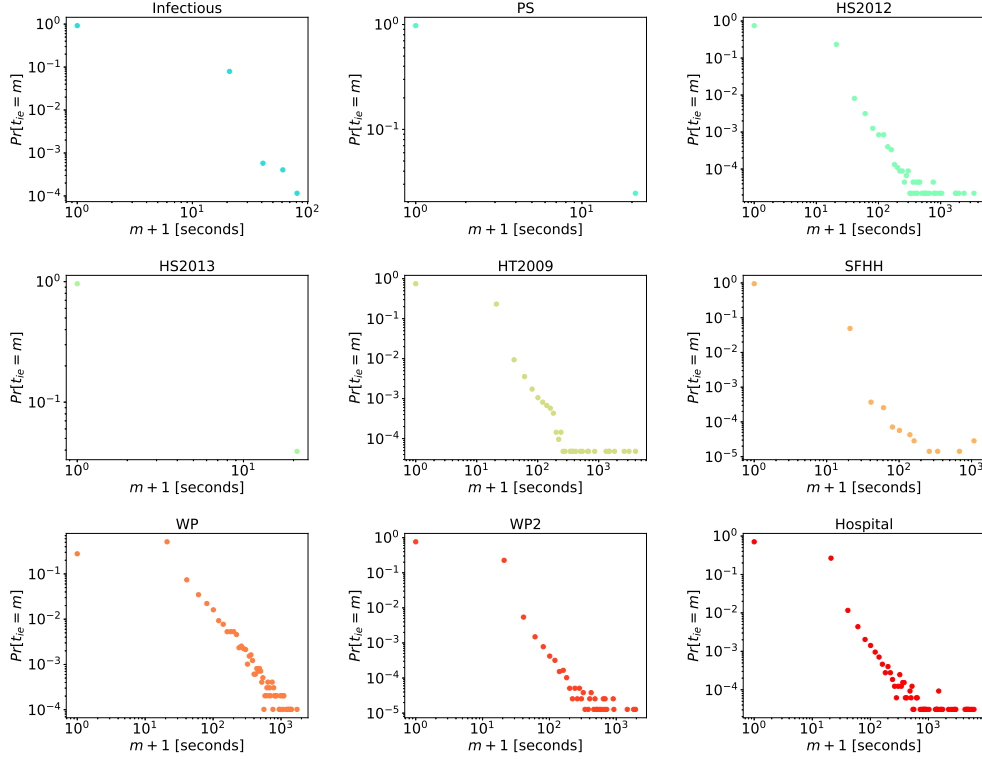 Infectious
Pr[t_ie = m]
10^0
10^-1
10^-2
10^-3
10^-4
10^0 10^1 10^2
m + 1 [seconds]
PS
Pr[t_ie = m]
10^0
10^-1
10^0 10^1
m + 1 [seconds]
HS2012
Pr[t_ie = m]
10^0
10^-1
10^-2
10^-3
10^-4
10^0 10^1 10^2 10^3
m + 1 [seconds]
HS2013
Pr[t_ie = m]
10^0
10^-1
10^0 10^1
m + 1 [seconds]
HT2009
Pr[t_ie = m]
10^0
10^-1
10^-2
10^-3
10^-4
10^0 10^1 10^2 10^3
m + 1 [seconds]
SFHH
Pr[t_ie = m]
10^0
10^-1
10^-2
10^-3
10^-4
10^-5
10^0 10^1 10^2 10^3
m + 1 [seconds]
WP
Pr[t_ie = m]
10^-1
10^-2
10^-3
10^-4
10^0 10^1 10^2 10^3
m + 1 [seconds]
WP2
Pr[t_ie = m]
10^0
10^-1
10^-2
10^-3
10^-4
10^-5
10^0 10^1 10^2 10^3
m + 1 [seconds]
Hospital
Pr[t_ie = m]
10^0
10^-1
10^-2
10^-3
10^-4
10^0 10^1 10^2 10^3
m + 1 [seconds]